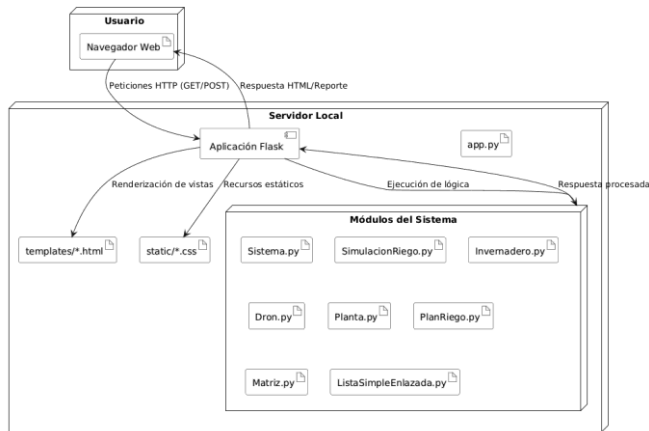 Usuario
Navegador Web
Peticiones HTTP (GET/POST)
Respuesta HTML/Reporte
Servidor Local
Aplicación Flask
app.py
Renderización de vistas
Recursos estáticos
Ejecución de lógica
Respuesta procesada
Módulos del Sistema
templates/*.html
static/*.css
Sistema.py
SimulacionRiego.py
Invernadero.py
Dron.py
Planta.py
PlanRiego.py
Matriz.py
ListaSimpleEnlazada.py